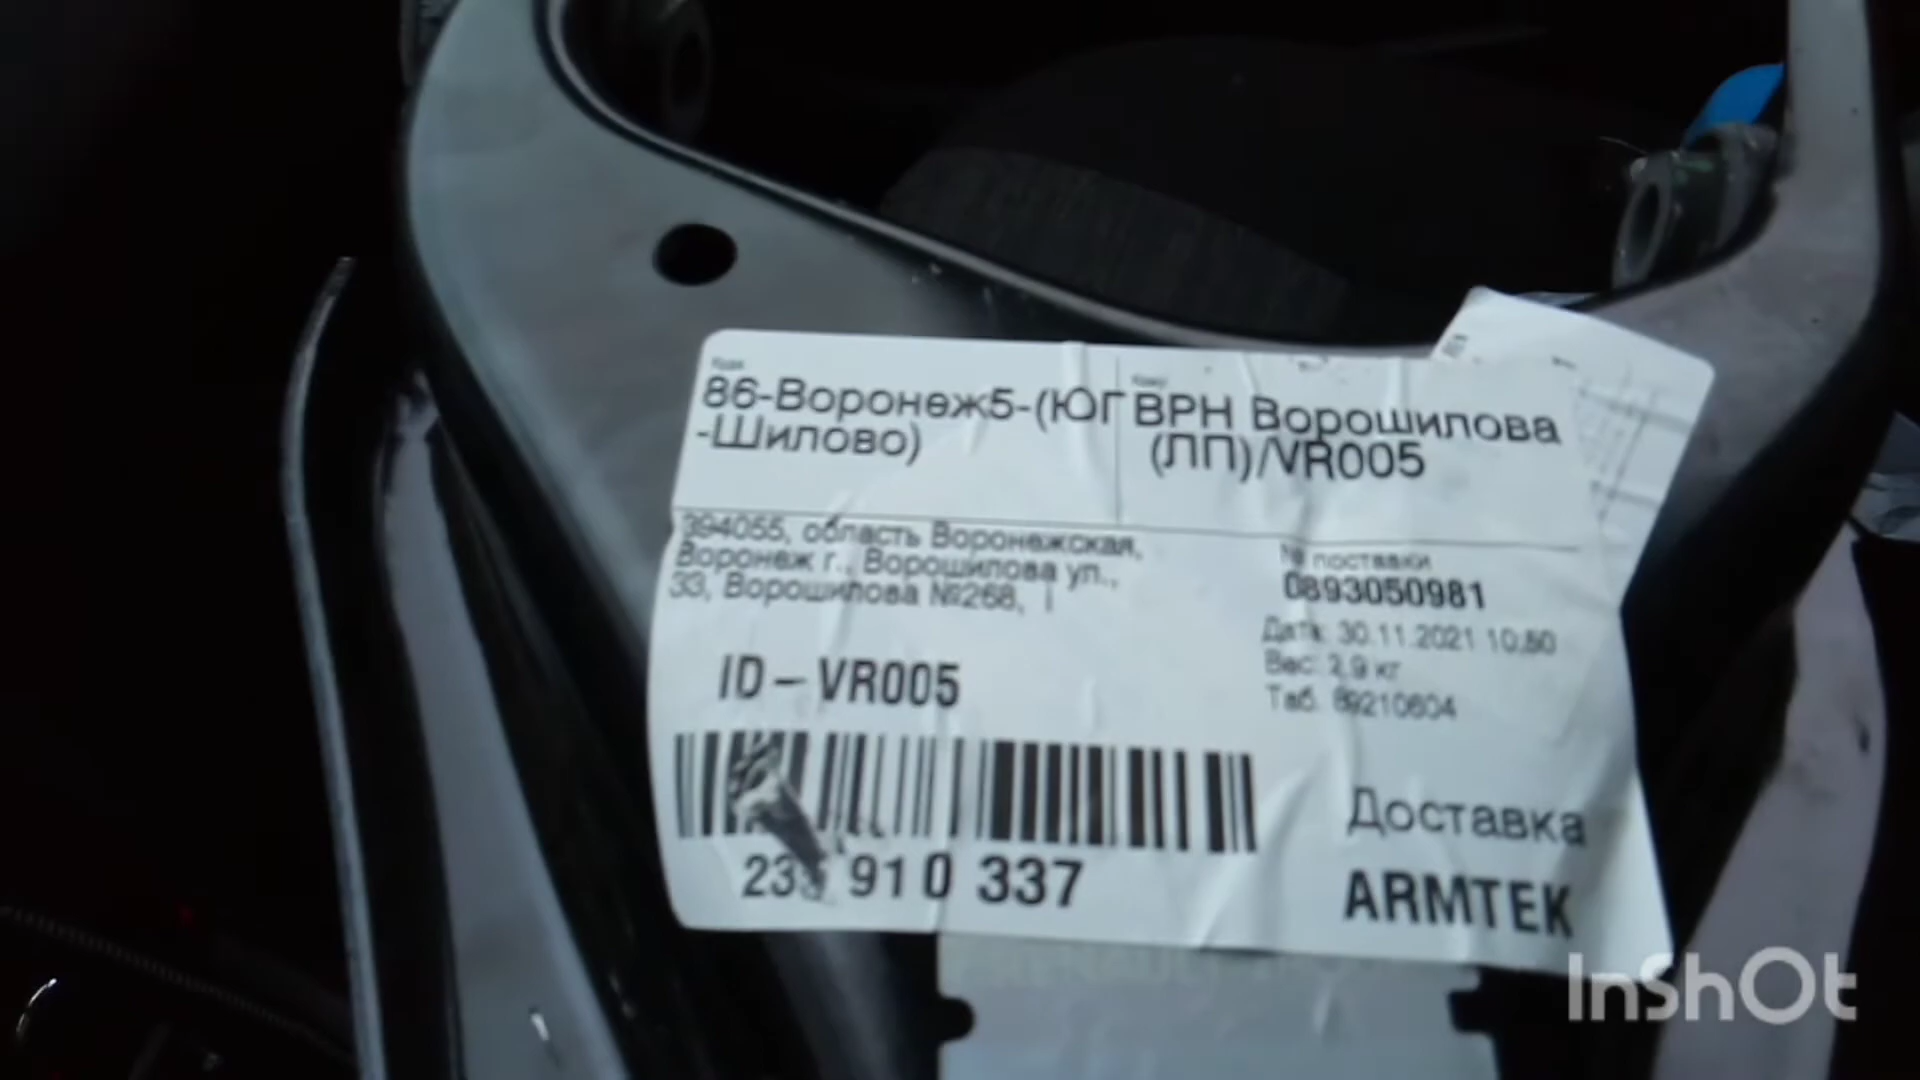 86-Воронеж5-(ЮГ
-Шилово)
Кому
ВРН Ворошилова
(ЛП)/VR005
394055, область Воронежская,
Воронеж г., Ворошилова ул.,
33, Ворошилова №268,
№ поставки
0893050981
Дата: 30.11.2021 10:50
Вес: 2,9 кг
Таб. 89210604
ID-VR005
910 337
Доставка
ARMTEK
InShOt